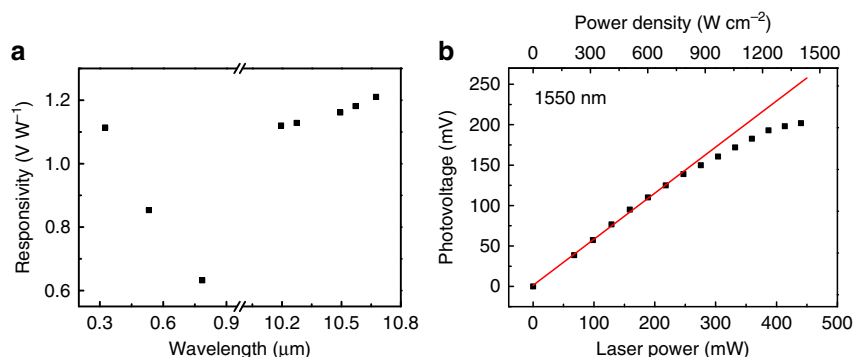 a
Responsivity (V W⁻¹)
1.2
1.0
0.8
0.6
0.3 0.6 0.9 10.2 10.5 10.8
Wavelength (μm)
b
Power density (W cm⁻²)
0 300 600 900 1200 1500
1550 nm
Photovoltage (mV)
250
200
150
100
50
0
0 100 200 300 400 500
Laser power (mW)